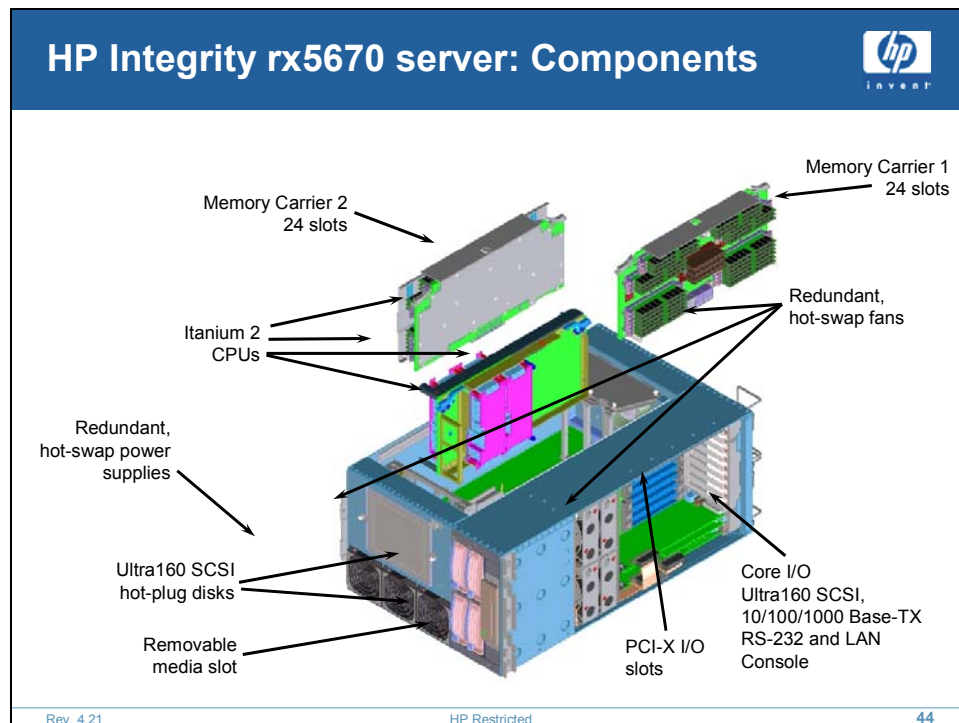 HP Integrity rx5670 server: Components
hp
i n v e n t
Memory Carrier 1
24 slots
Memory Carrier 2
24 slots
Redundant,
hot-swap fans
Itanium 2
CPUs
Redundant,
hot-swap power
supplies
Ultra160 SCSI
hot-plug disks
Removable
media slot
PCI-X I/O
slots
Core I/O
Ultra160 SCSI,
10/100/1000 Base-TX
RS-232 and LAN
Console
Rev. 4.21
HP Restricted
44